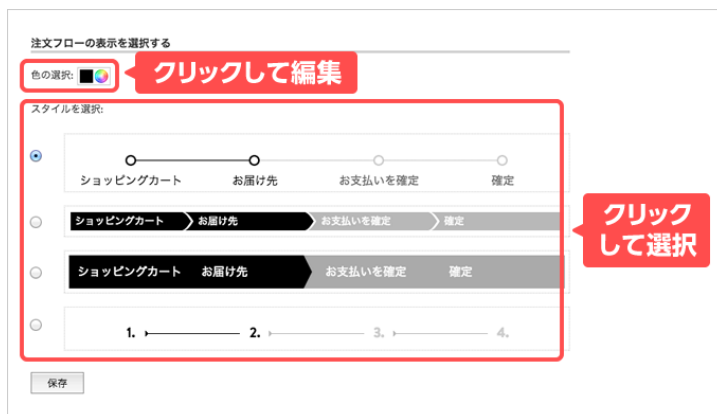 注文フローの表示を選択する
色の選択:
クリックして編集
スタイルを選択:
ショッピングカート お届け先 お支払いを確定 確定
ショッピングカート お届け先 お支払いを確定 確定
クリック
して選択
ショッピングカート お届け先 お支払いを確定 確定
1. 2. 3. 4.
保存